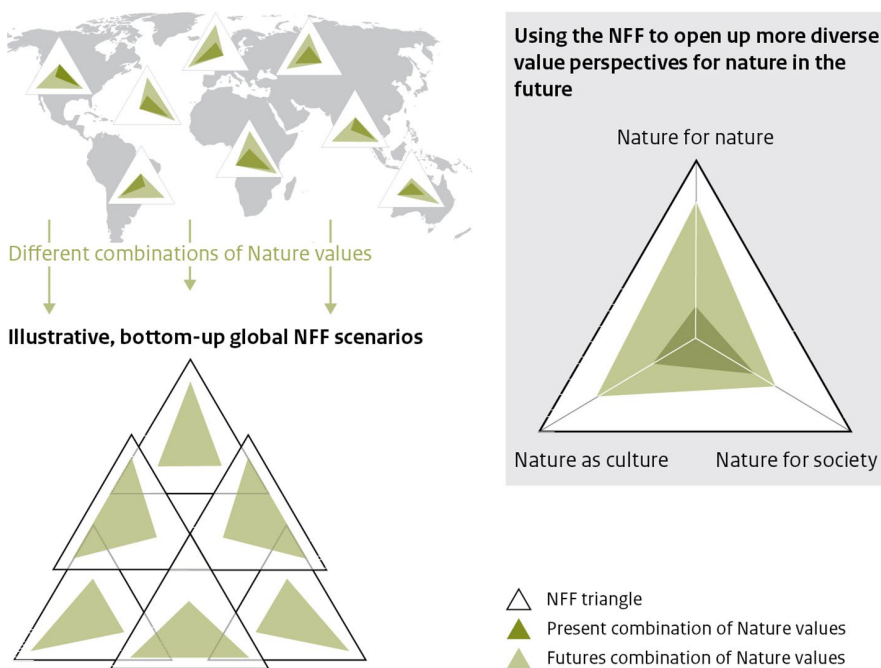 Different combinations of Nature values
Illustrative, bottom-up global NFF scenarios
Using the NFF to open up more diverse
value perspectives for nature in the
future
Nature for nature
Nature as culture
Nature for society
NFF triangle
Present combination of Nature values
Futures combination of Nature values